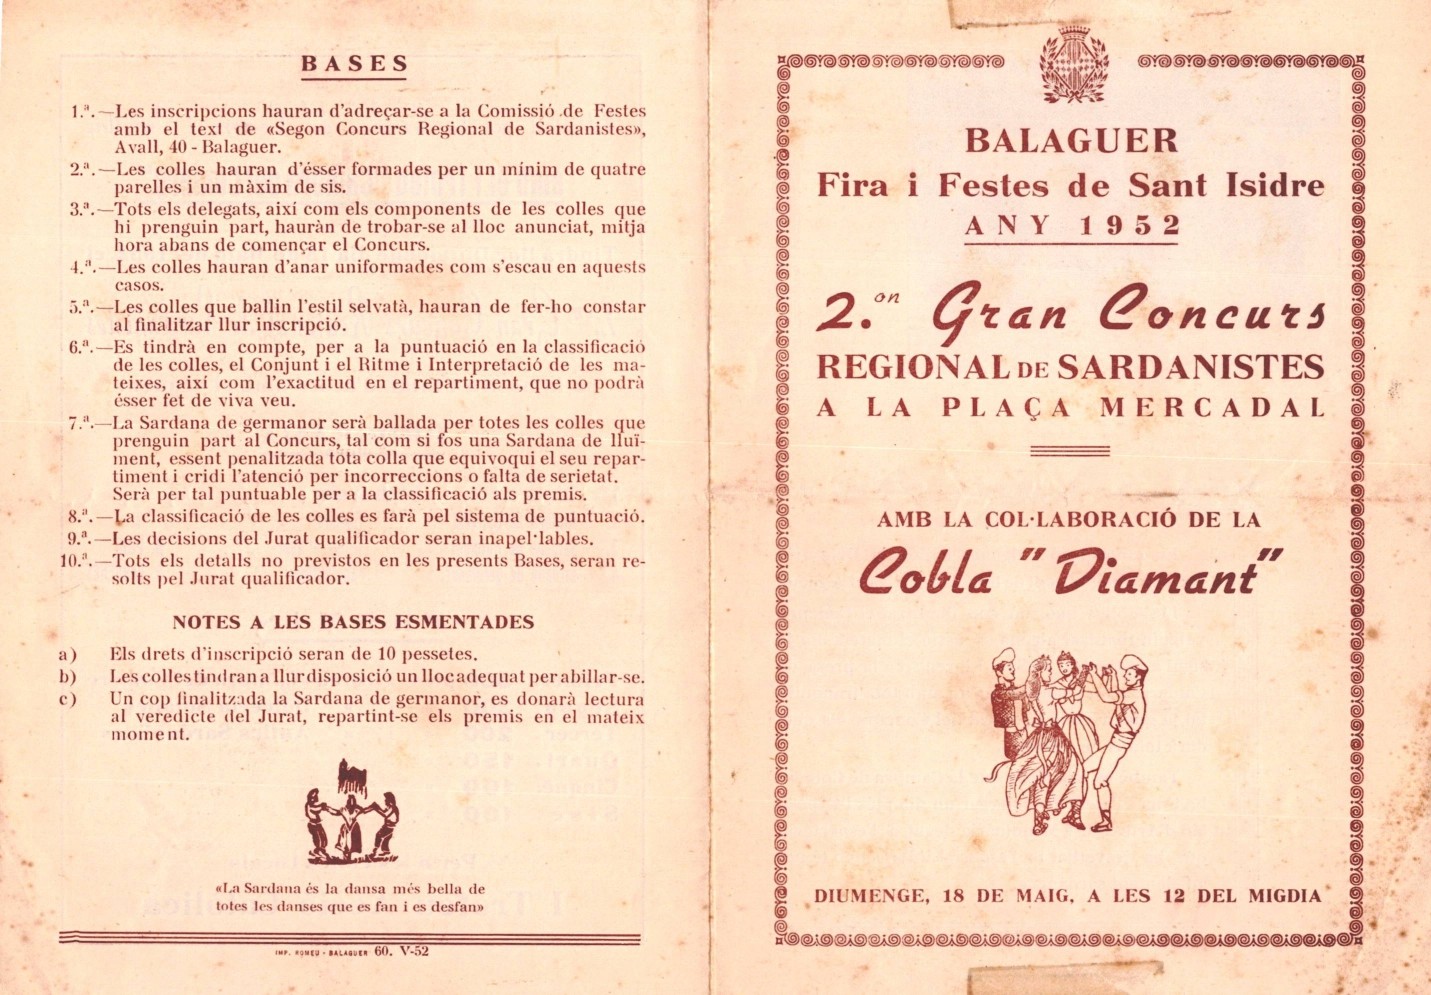 BASES
1.ª.—Les inscripcions hauran d'adreçar-se a la Comissió de Festes
amb el text de «Segon Concurs Regional de Sardanistes»,
Avall, 40 - Balaguer.
2.ª.—Les colles hauran d'ésser formades per un mínim de quatre
parelles i un màxim de sis.
3.ª.—Tots els delegats, així com els components de les colles que
hi prenguin part, hauràn de trobar-se al lloc anunciat, mitja
hora abans de començar el Concurs.
4.ª.—Les colles hauran d'anar uniformades com s'escau en aquests
casos.
5.ª.—Les colles que ballin l'estil selvatà, hauran de fer-ho constar
al finalitzar llur inscripció.
6.ª.—Es tindrà en compte, per a la puntuació en la classificació
de les colles, el Conjunt i el Ritme i Interpretació de les ma-
teixes, així com l'exactitud en el repartiment, que no podrà
ésser fet de viva veu.
7.ª.—La Sardana de germanor serà ballada per totes les colles que
prenguin part al Concurs, tal com si fos una Sardana de lluï-
ment, essent penalitzada tota colla que equivoqui el seu repar-
timent i cridi l'atenció per incorreccions o falta de serietat.
Serà per tal puntuable per a la classificació als premis.
8.ª.—La classificació de les colles es farà pel sistema de puntuació.
9.ª.—Les decisions del Jurat qualificador seran inapel·lables.
10.ª.—Tots els detalls no previstos en les presents Bases, seran re-
solts pel Jurat qualificador.
NOTES A LES BASES ESMENTADES
a) Els drets d'inscripció seran de 10 pessetes.
b) Les colles tindran a llur disposició un lloc adequat per abillar-se.
c) Un cop finalitzada la Sardana de germanor, es donarà lectura
al veredicte del Jurat, repartint-se els premis en el mateix
moment.
«La Sardana és la dansa més bella de
totes les danses que es fan i es desfan»
IMP. ROMEU - BALAGUER 60. V-52
BALAGUER
Fira i Festes de Sant Isidre
ANY 1952
2.on Gran Concurs
REGIONAL DE SARDANISTES
A LA PLAÇA MERCADAL
AMB LA COL·LABORACIÓ DE LA
Cobla "Diamant"
DIUMENGE, 18 DE MAIG, A LES 12 DEL MIGDIA